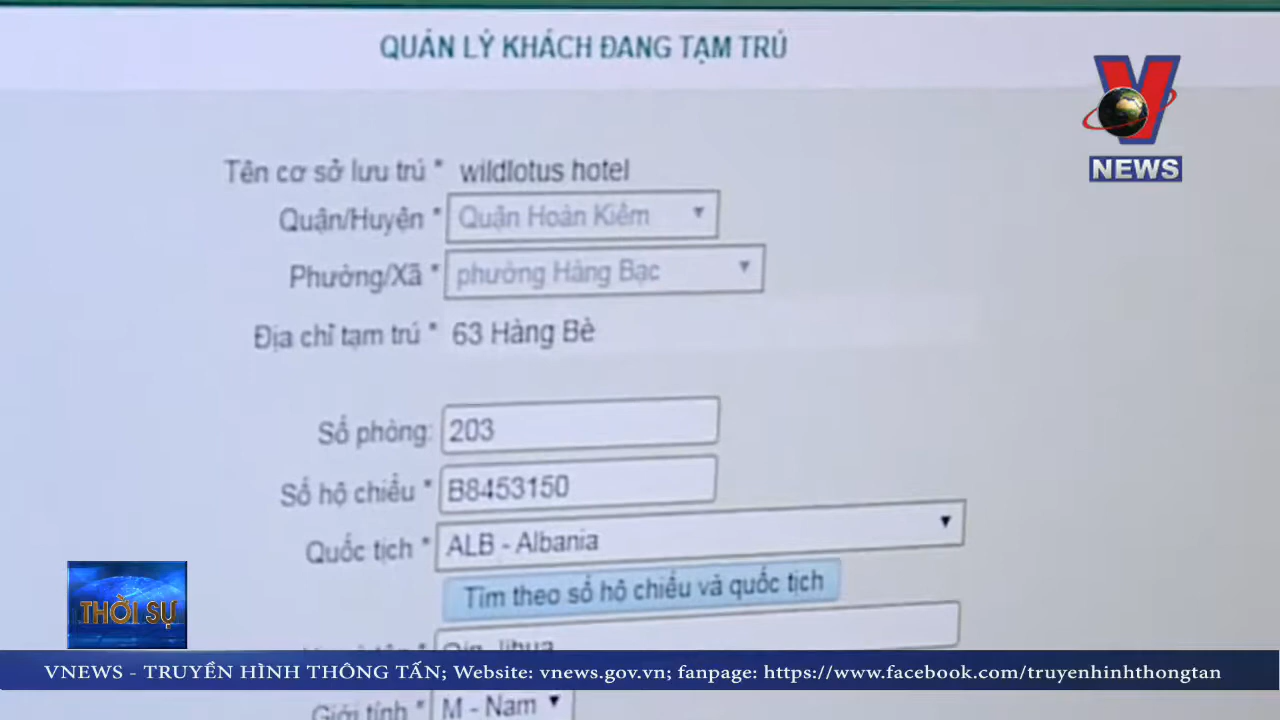 QUẢN LÝ KHÁCH ĐANG TẠM TRÚ
V
NEWS
Tên cơ sở lưu trú * wildlotus hotel
Quận/Huyện * Quận Hoàn Kiếm
Phường/Xã * phường Hàng Bạc
Địa chỉ tạm trú * 63 Hàng Bè
Số phòng: 203
Số hộ chiếu * B8453150
Quốc tịch * ALB - Albania
Tìm theo số hộ chiếu và quốc tịch
THỜI SỰ
VNEWS - TRUYỀN HÌNH THÔNG TẤN; Website: vnews.gov.vn; fanpage: https://www.facebook.com/truyenhinhthongtan
Giới tính * M - Nam